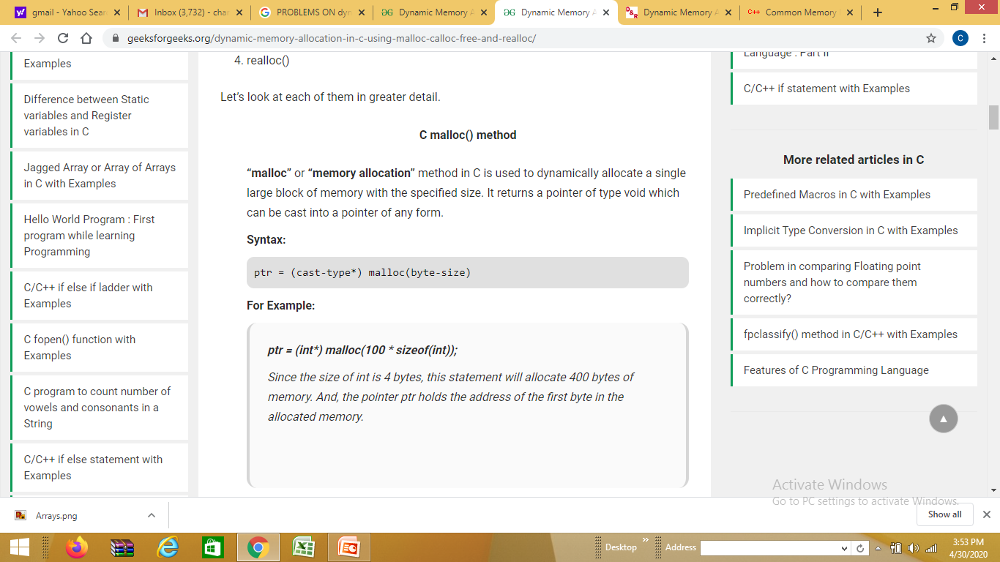 gmail - Yahoo Sear
Inbox (3,732) - char
PROBLEMS ON dyn
Dynamic Memory A
Dynamic Memory A
Dynamic Memory A
C++ Common Memory
geeksforgeeks.org/dynamic-memory-allocation-in-c-using-malloc-calloc-free-and-realloc/
C
Examples
Difference between Static
variables and Register
variables in C
Jagged Array or Array of Arrays
in C with Examples
Hello World Program : First
program while learning
Programming
C/C++ if else if ladder with
Examples
C fopen() function with
Examples
C program to count number of
vowels and consonants in a
String
C/C++ if else statement with
Examples
4. realloc()
Let’s look at each of them in greater detail.
C malloc() method
“malloc” or “memory allocation” method in C is used to dynamically allocate a single
large block of memory with the specified size. It returns a pointer of type void which
can be cast into a pointer of any form.
Syntax:
ptr = (cast-type*) malloc(byte-size)
For Example:
ptr = (int*) malloc(100 * sizeof(int));
Since the size of int is 4 bytes, this statement will allocate 400 bytes of
memory. And, the pointer ptr holds the address of the first byte in the
allocated memory.
Language : Part II
C/C++ if statement with Examples
More related articles in C
Predefined Macros in C with Examples
Implicit Type Conversion in C with Examples
Problem in comparing Floating point
numbers and how to compare them
correctly?
fpclassify() method in C/C++ with Examples
Features of C Programming Language
Activate Windows
Go to PC settings to activate Windows.
Arrays.png
Show all
Desktop
Address
3:53 PM
4/30/2020